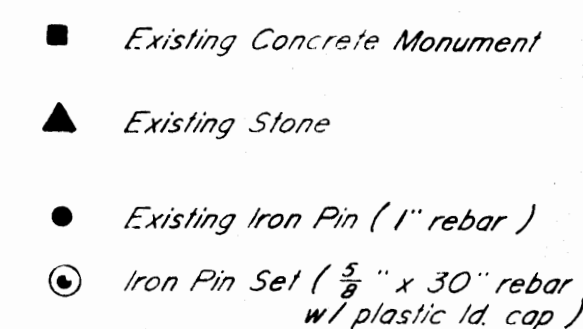 Existing Concrete Monument
Existing Stone
Existing Iron Pin ( 1" rebar )
Iron Pin Set ( 5/8 " x 30" rebar
w/ plastic Id. cap )